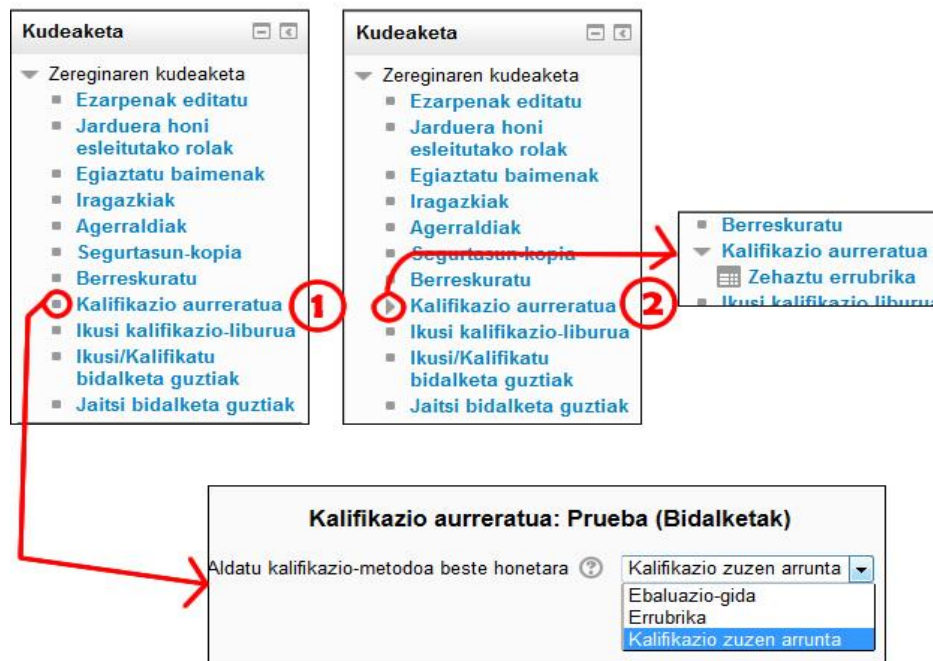 Kudeaketa
Zereginaren kudeaketa
Ezarpenak editatu
Jarduera honi
esleitutako rolak
Egiaztatu baimenak
Iragazkiak
Agerraldiak
Segurtasun-kopia
Berreskuratu
Kalifikazio aurreratua
Ikusi kalifikazio-liburua
Ikusi/Kalifikatu
bidalketa guztiak
Jaitsi bidalketa guztiak
1
Kudeaketa
Zereginaren kudeaketa
Ezarpenak editatu
Jarduera honi
esleitutako rolak
Egiaztatu baimenak
Iragazkiak
Agerraldiak
Segurtasun-kopia
Berreskuratu
Kalifikazio aurreratua
Ikusi kalifikazio-liburua
Ikusi/Kalifikatu
bidalketa guztiak
Jaitsi bidalketa guztiak
2
Berreskuratu
Kalifikazio aurreratua
Zehaztu errubrika
Ikusi kalifikazio-liburua
Kalifikazio aurreratua: Prueba (Bidalketak)
Aldatu kalifikazio-metodoa beste honetara ? Kalifikazio zuzen arrunta
Ebaluazio-gida
Errubrika
Kalifikazio zuzen arrunta